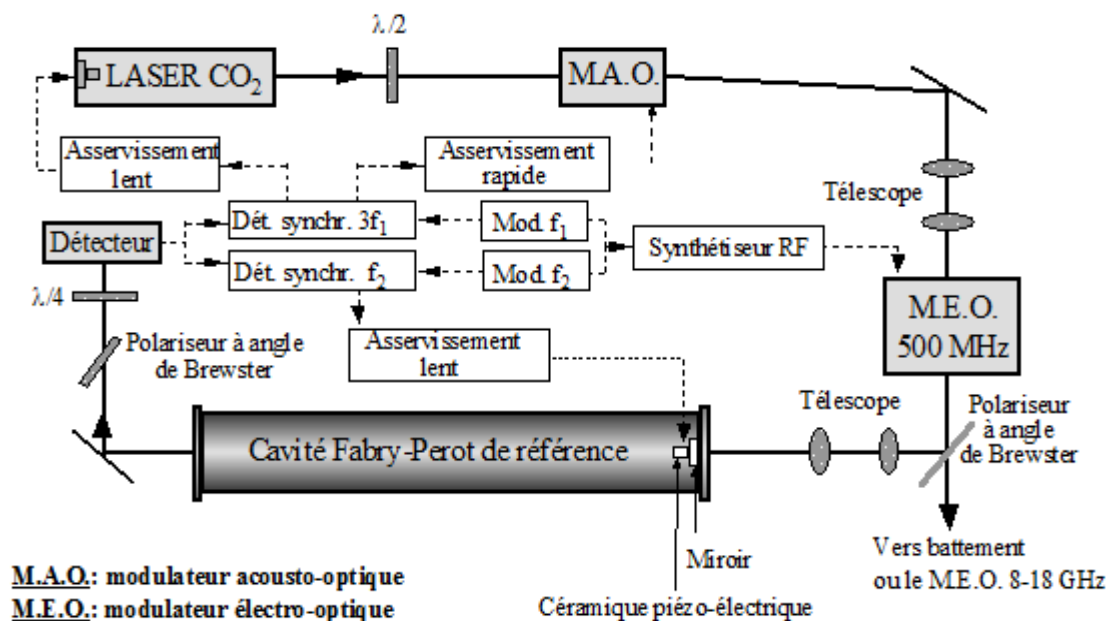 λ/2
LASER CO2
M.A.O.
Asservissement
lent
Asservissement
rapide
Télescope
Dét. synchr. 3f1
Mod. f1
Détecteur
Synthétiseur RF
Dét. synchr. f2
Mod. f2
λ/4
M.E.O.
500 MHz
Polariseur à angle
de Brewster
Asservissement
lent
Télescope
Polariseur
à angle
de Brewster
Cavité Fabry-Perot de référence
Miroir
Vers battement
ou le M.E.O. 8-18 GHz
M.A.O.: modulateur acousto-optique
M.E.O.: modulateur électro-optique
Céramique piézo-électrique